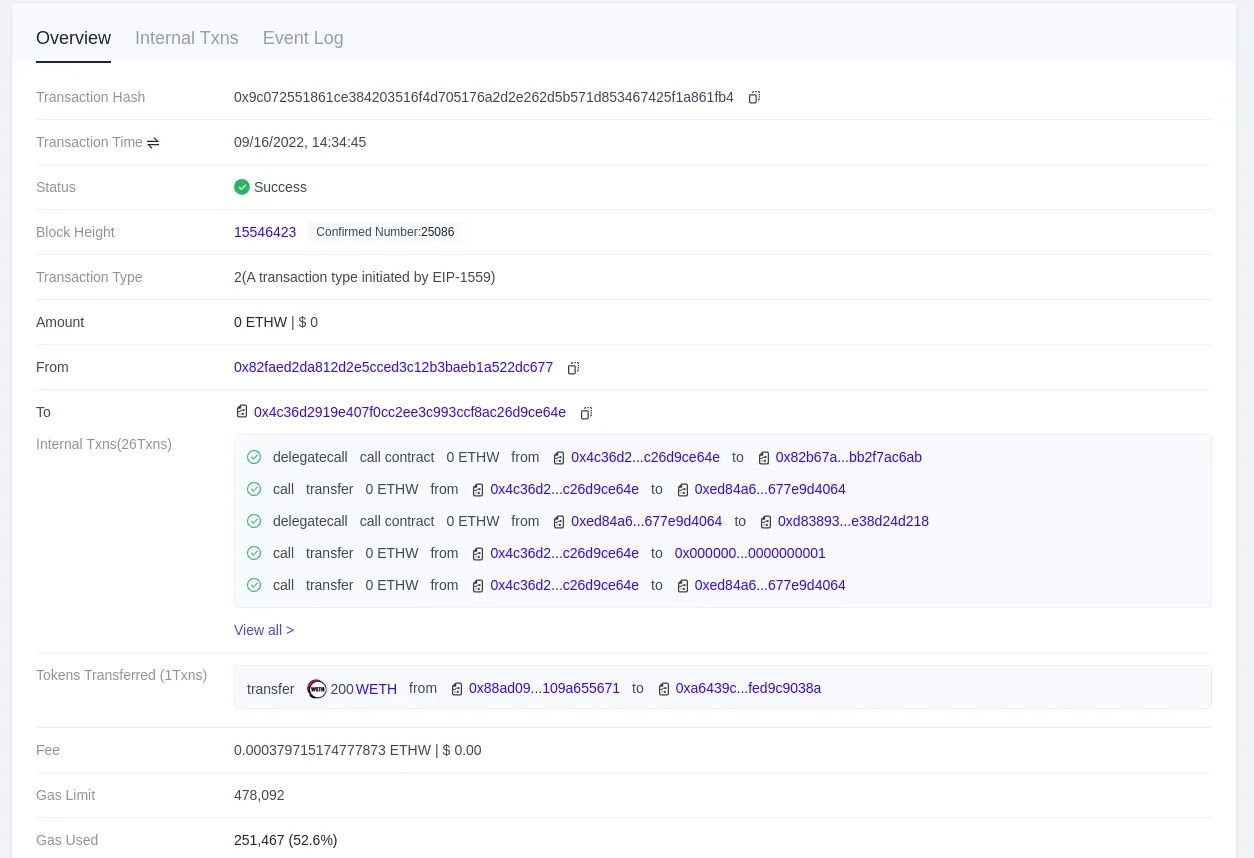 Overview Internal Txns Event Log
Transaction Hash 0x9c072551861ce384203516f4d705176a2d2e262d5b571d853467425f1a861fb4
Transaction Time 09/16/2022, 14:34:45
Status Success
Block Height 15546423 Confirmed Number:25086
Transaction Type 2(A transaction type initiated by EIP-1559)
Amount 0 ETHW | $ 0
From 0x82faed2da812d2e5cced3c12b3baeb1a522dc677
To 0x4c36d2919e407f0cc2ee3c993ccf8ac26d9ce64e
Internal Txns(26Txns)
delegatecall call contract 0 ETHW from 0x4c36d2...c26d9ce64e to 0x82b67a...bb2f7ac6ab
call transfer 0 ETHW from 0x4c36d2...c26d9ce64e to 0xed84a6...677e9d4064
delegatecall call contract 0 ETHW from 0xed84a6...677e9d4064 to 0xd83893...e38d24d218
call transfer 0 ETHW from 0x4c36d2...c26d9ce64e to 0x000000...0000000001
call transfer 0 ETHW from 0x4c36d2...c26d9ce64e to 0xed84a6...677e9d4064
View all >
Tokens Transferred (1Txns)
transfer WETH 200 WETH from 0x88ad09...109a655671 to 0xa6439c...fed9c9038a
Fee 0.000379715174777873 ETHW | $ 0.00
Gas Limit 478,092
Gas Used 251,467 (52.6%)